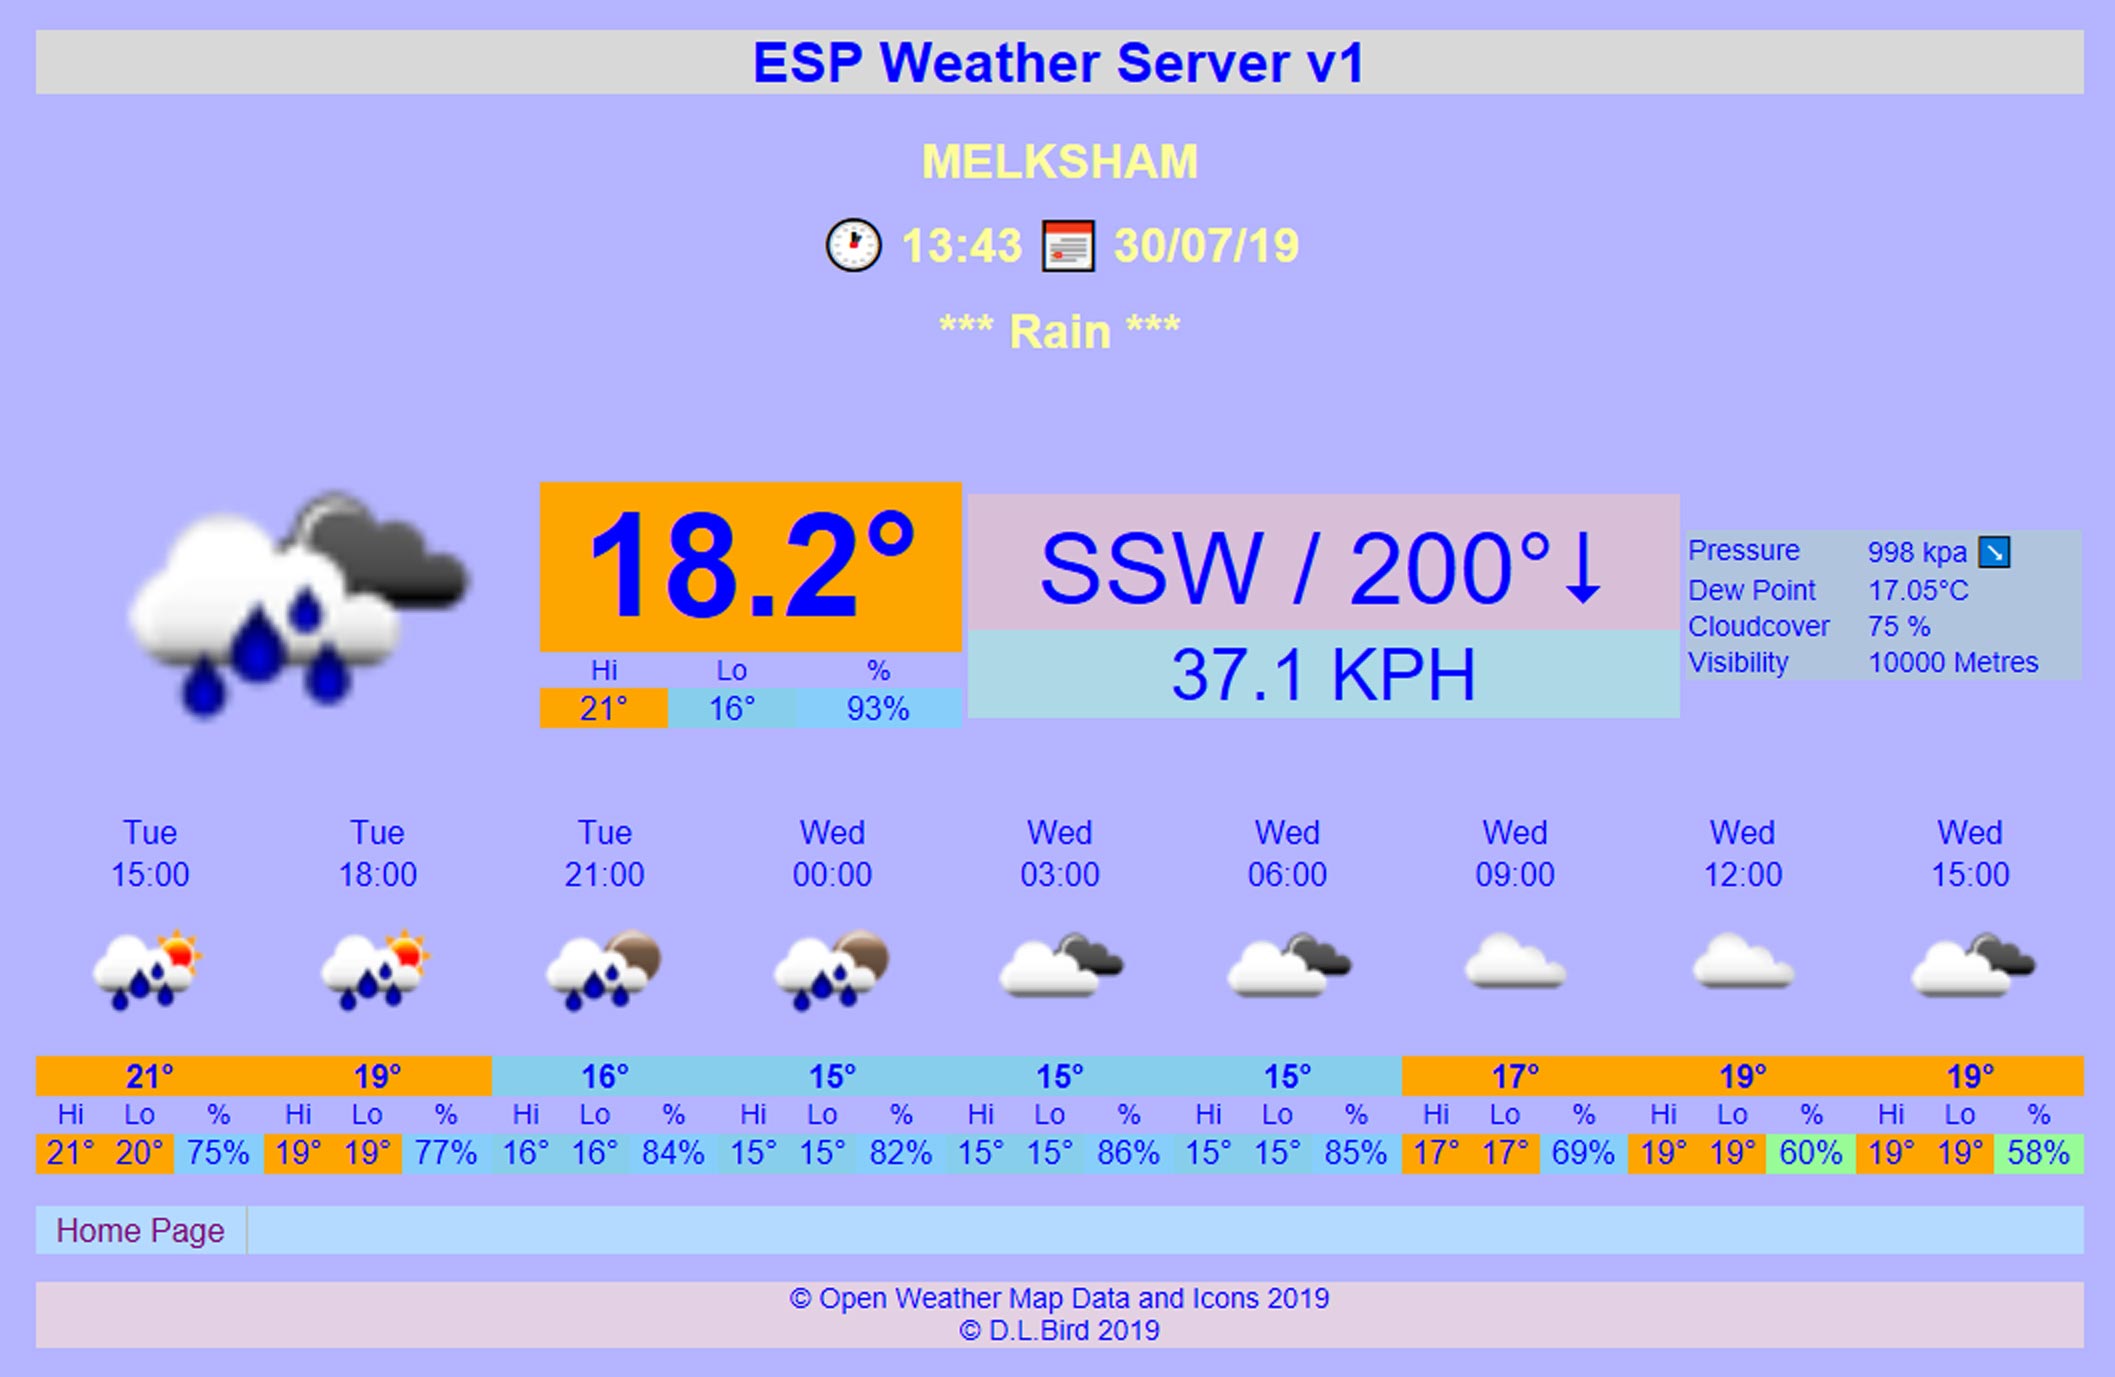 ESP Weather Server v1
MELKSHAM
13:43 30/07/19
*** Rain ***
18.2°
Hi Lo %
21° 16° 93%
SSW / 200°↓
37.1 KPH
Pressure 998 kpa ↘
Dew Point 17.05°C
Cloudcover 75 %
Visibility 10000 Metres
Tue Tue Tue Wed Wed Wed Wed Wed Wed
15:00 18:00 21:00 00:00 03:00 06:00 09:00 12:00 15:00
21° 19° 16° 15° 15° 15° 17° 19° 19°
Hi Lo % Hi Lo % Hi Lo % Hi Lo % Hi Lo % Hi Lo % Hi Lo % Hi Lo % Hi Lo %
21° 20° 75% 19° 19° 77% 16° 16° 84% 15° 15° 82% 15° 15° 86% 15° 15° 85% 17° 17° 69% 19° 19° 60% 19° 19° 58%
Home Page
© Open Weather Map Data and Icons 2019
© D.L.Bird 2019